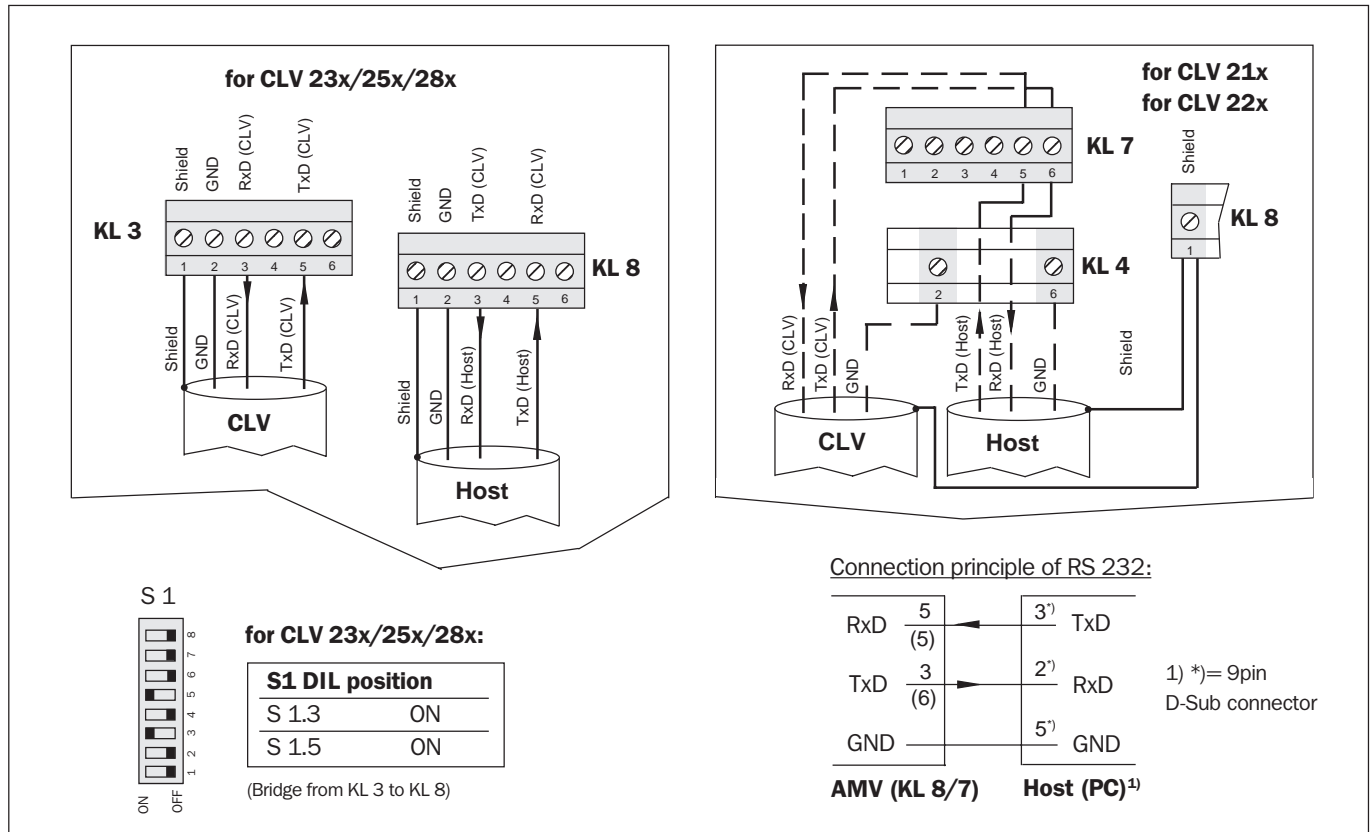 for CLV 23x/25x/28x
Shield
GND
RxD (CLV)
TxD (CLV)
KL 3
1 2 3 4 5 6
Shield
GND
RxD (CLV)
TxD (CLV)
CLV
Shield
GND
TxD (CLV)
RxD (CLV)
KL 8
1 2 3 4 5 6
Shield
GND
RxD (Host)
TxD (Host)
Host
for CLV 21x
for CLV 22x
KL 7
1 2 3 4 5 6
Shield
KL 8
1
KL 4
2 6
RxD (CLV)
TxD (CLV)
GND
TxD (Host)
RxD (Host)
GND
Shield
CLV
Host
S 1
8
7
6
5
4
3
2
1
ON OFF
for CLV 23x/25x/28x:
S1 DIL position
S 1.3 ON
S 1.5 ON
(Bridge from KL 3 to KL 8)
Connection principle of RS 232:
RxD 5 3*) TxD
(5)
TxD 3 2*) RxD
(6)
GND 5*) GND
AMV (KL 8/7) Host (PC)1)
1) *)= 9pin
D-Sub connector